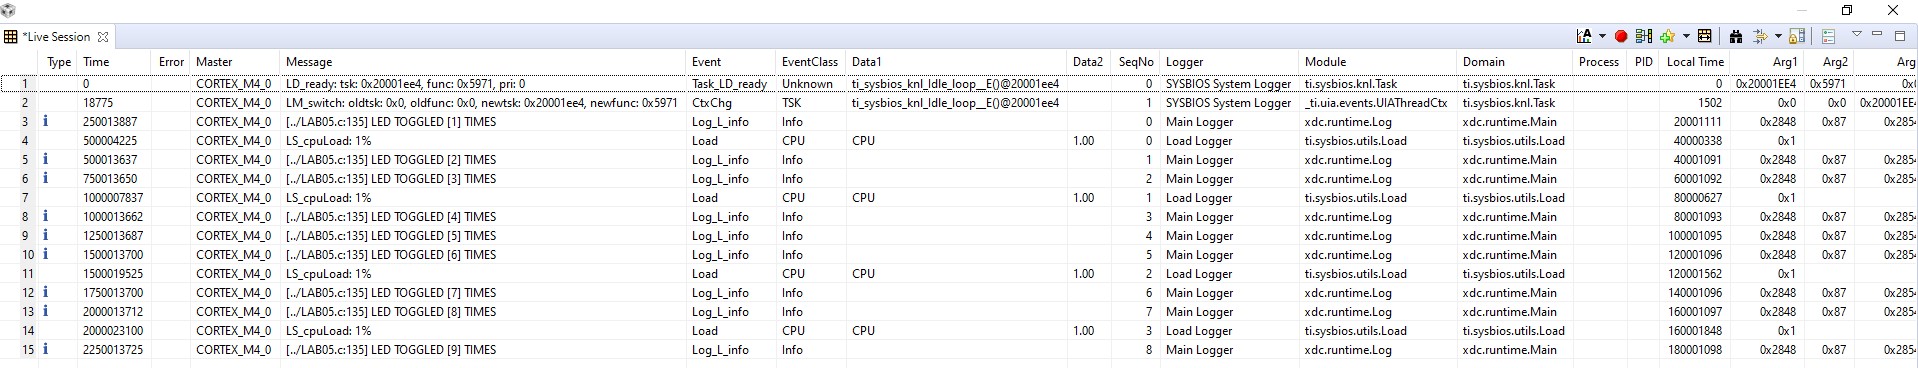 *Live Session
Type Time Error Master Message Event EventClass Data1 Data2 SeqNo Logger Module Domain Process PID Local Time Arg1 Arg2 Arg
1 0 CORTEX_M4_0 LD_ready: tsk: 0x20001ee4, func: 0x5971, pri: 0 Task_LD_ready Unknown ti_sysbios_knl_Idle_loop__E()@20001ee4 0 SYSBIOS System Logger ti.sysbios.knl.Task ti.sysbios.knl.Task 0 0x20001EE4 0x5971 0x
2 18775 CORTEX_M4_0 LM_switch: oldtsk: 0x0, oldfunc: 0x0, newtsk: 0x20001ee4, newfunc: 0x5971 CtxChg TSK ti_sysbios_knl_Idle_loop__E()@20001ee4 1 SYSBIOS System Logger _ti.uia.events.UIAThreadCtx ti.sysbios.knl.Task 1502 0x0 0x0 0x20001EE
3 250013887 CORTEX_M4_0 [../LAB05.c:135] LED TOGGLED [1] TIMES Log_L_info Info 0 Main Logger xdc.runtime.Log xdc.runtime.Main 20001111 0x2848 0x87 0x2854
4 500004225 CORTEX_M4_0 LS_cpuLoad: 1% Load CPU CPU 1.00 0 Load Logger ti.sysbios.utils.Load ti.sysbios.utils.Load 40000338 0x1
5 500013637 CORTEX_M4_0 [../LAB05.c:135] LED TOGGLED [2] TIMES Log_L_info Info 1 Main Logger xdc.runtime.Log xdc.runtime.Main 40001091 0x2848 0x87 0x2854
6 750013650 CORTEX_M4_0 [../LAB05.c:135] LED TOGGLED [3] TIMES Log_L_info Info 2 Main Logger xdc.runtime.Log xdc.runtime.Main 60001092 0x2848 0x87 0x2854
7 1000007837 CORTEX_M4_0 LS_cpuLoad: 1% Load CPU CPU 1.00 1 Load Logger ti.sysbios.utils.Load ti.sysbios.utils.Load 80000627 0x1
8 1000013662 CORTEX_M4_0 [../LAB05.c:135] LED TOGGLED [4] TIMES Log_L_info Info 3 Main Logger xdc.runtime.Log xdc.runtime.Main 80001093 0x2848 0x87 0x2854
9 1250013687 CORTEX_M4_0 [../LAB05.c:135] LED TOGGLED [5] TIMES Log_L_info Info 4 Main Logger xdc.runtime.Log xdc.runtime.Main 100001095 0x2848 0x87 0x2854
10 1500013700 CORTEX_M4_0 [../LAB05.c:135] LED TOGGLED [6] TIMES Log_L_info Info 5 Main Logger xdc.runtime.Log xdc.runtime.Main 120001096 0x2848 0x87 0x2854
11 1500019525 CORTEX_M4_0 LS_cpuLoad: 1% Load CPU CPU 1.00 2 Load Logger ti.sysbios.utils.Load ti.sysbios.utils.Load 120001562 0x1
12 1750013700 CORTEX_M4_0 [../LAB05.c:135] LED TOGGLED [7] TIMES Log_L_info Info 6 Main Logger xdc.runtime.Log xdc.runtime.Main 140001096 0x2848 0x87 0x2854
13 2000013712 CORTEX_M4_0 [../LAB05.c:135] LED TOGGLED [8] TIMES Log_L_info Info 7 Main Logger xdc.runtime.Log xdc.runtime.Main 160001097 0x2848 0x87 0x2854
14 2000023100 CORTEX_M4_0 LS_cpuLoad: 1% Load CPU CPU 1.00 3 Load Logger ti.sysbios.utils.Load ti.sysbios.utils.Load 160001848 0x1
15 2250013725 CORTEX_M4_0 [../LAB05.c:135] LED TOGGLED [9] TIMES Log_L_info Info 8 Main Logger xdc.runtime.Log xdc.runtime.Main 180001098 0x2848 0x87 0x2854